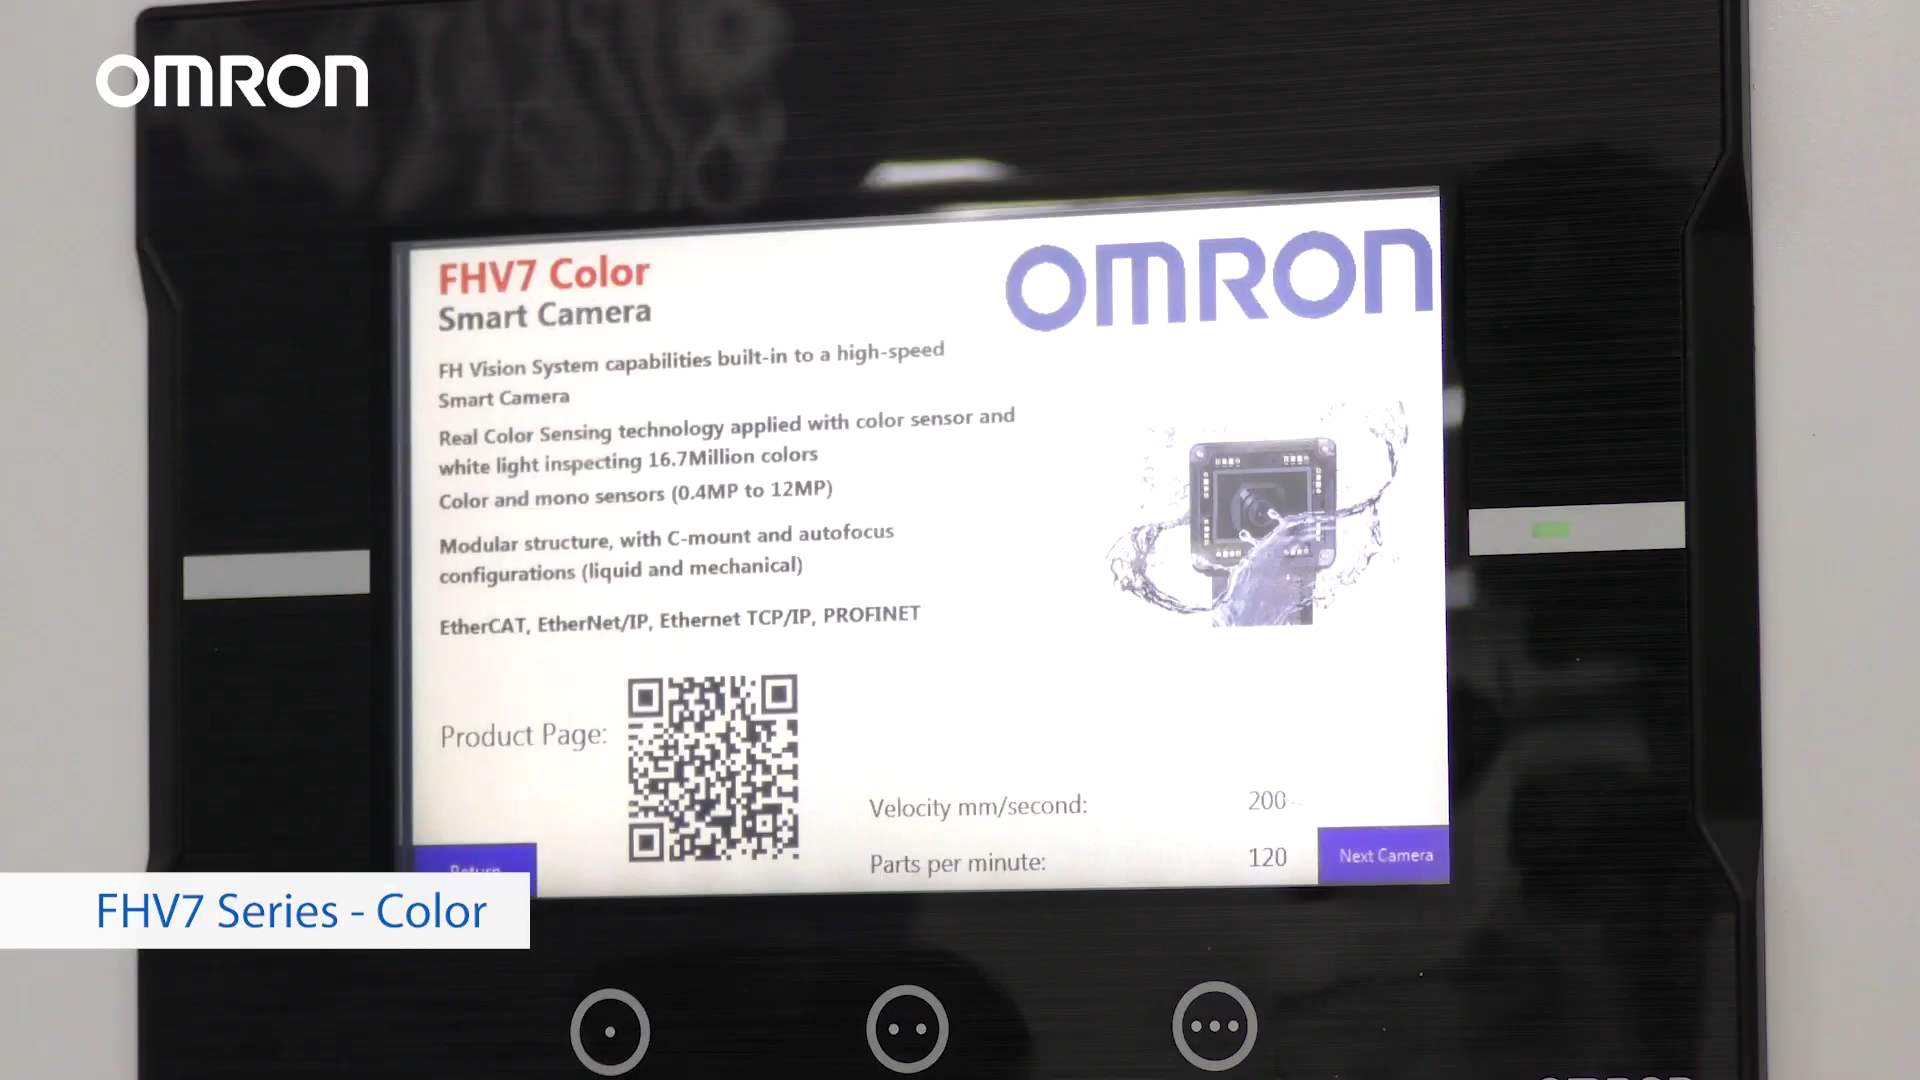 OMRON
FHV7 Color
OMRON
Smart Camera
FH Vision System capabilities built-in to a high-speed
Smart Camera
Real Color Sensing technology applied with color sensor and
white light inspecting 16.7Million colors
Color and mono sensors (0.4MP to 12MP)
Modular structure, with C-mount and autofocus
configurations (liquid and mechanical)
EtherCAT, EtherNet/IP, Ethernet TCP/IP, PROFINET
Product Page:
Velocity mm/second: 200
Parts per minute: 120
Next Camera
Return
FHV7 Series - Color